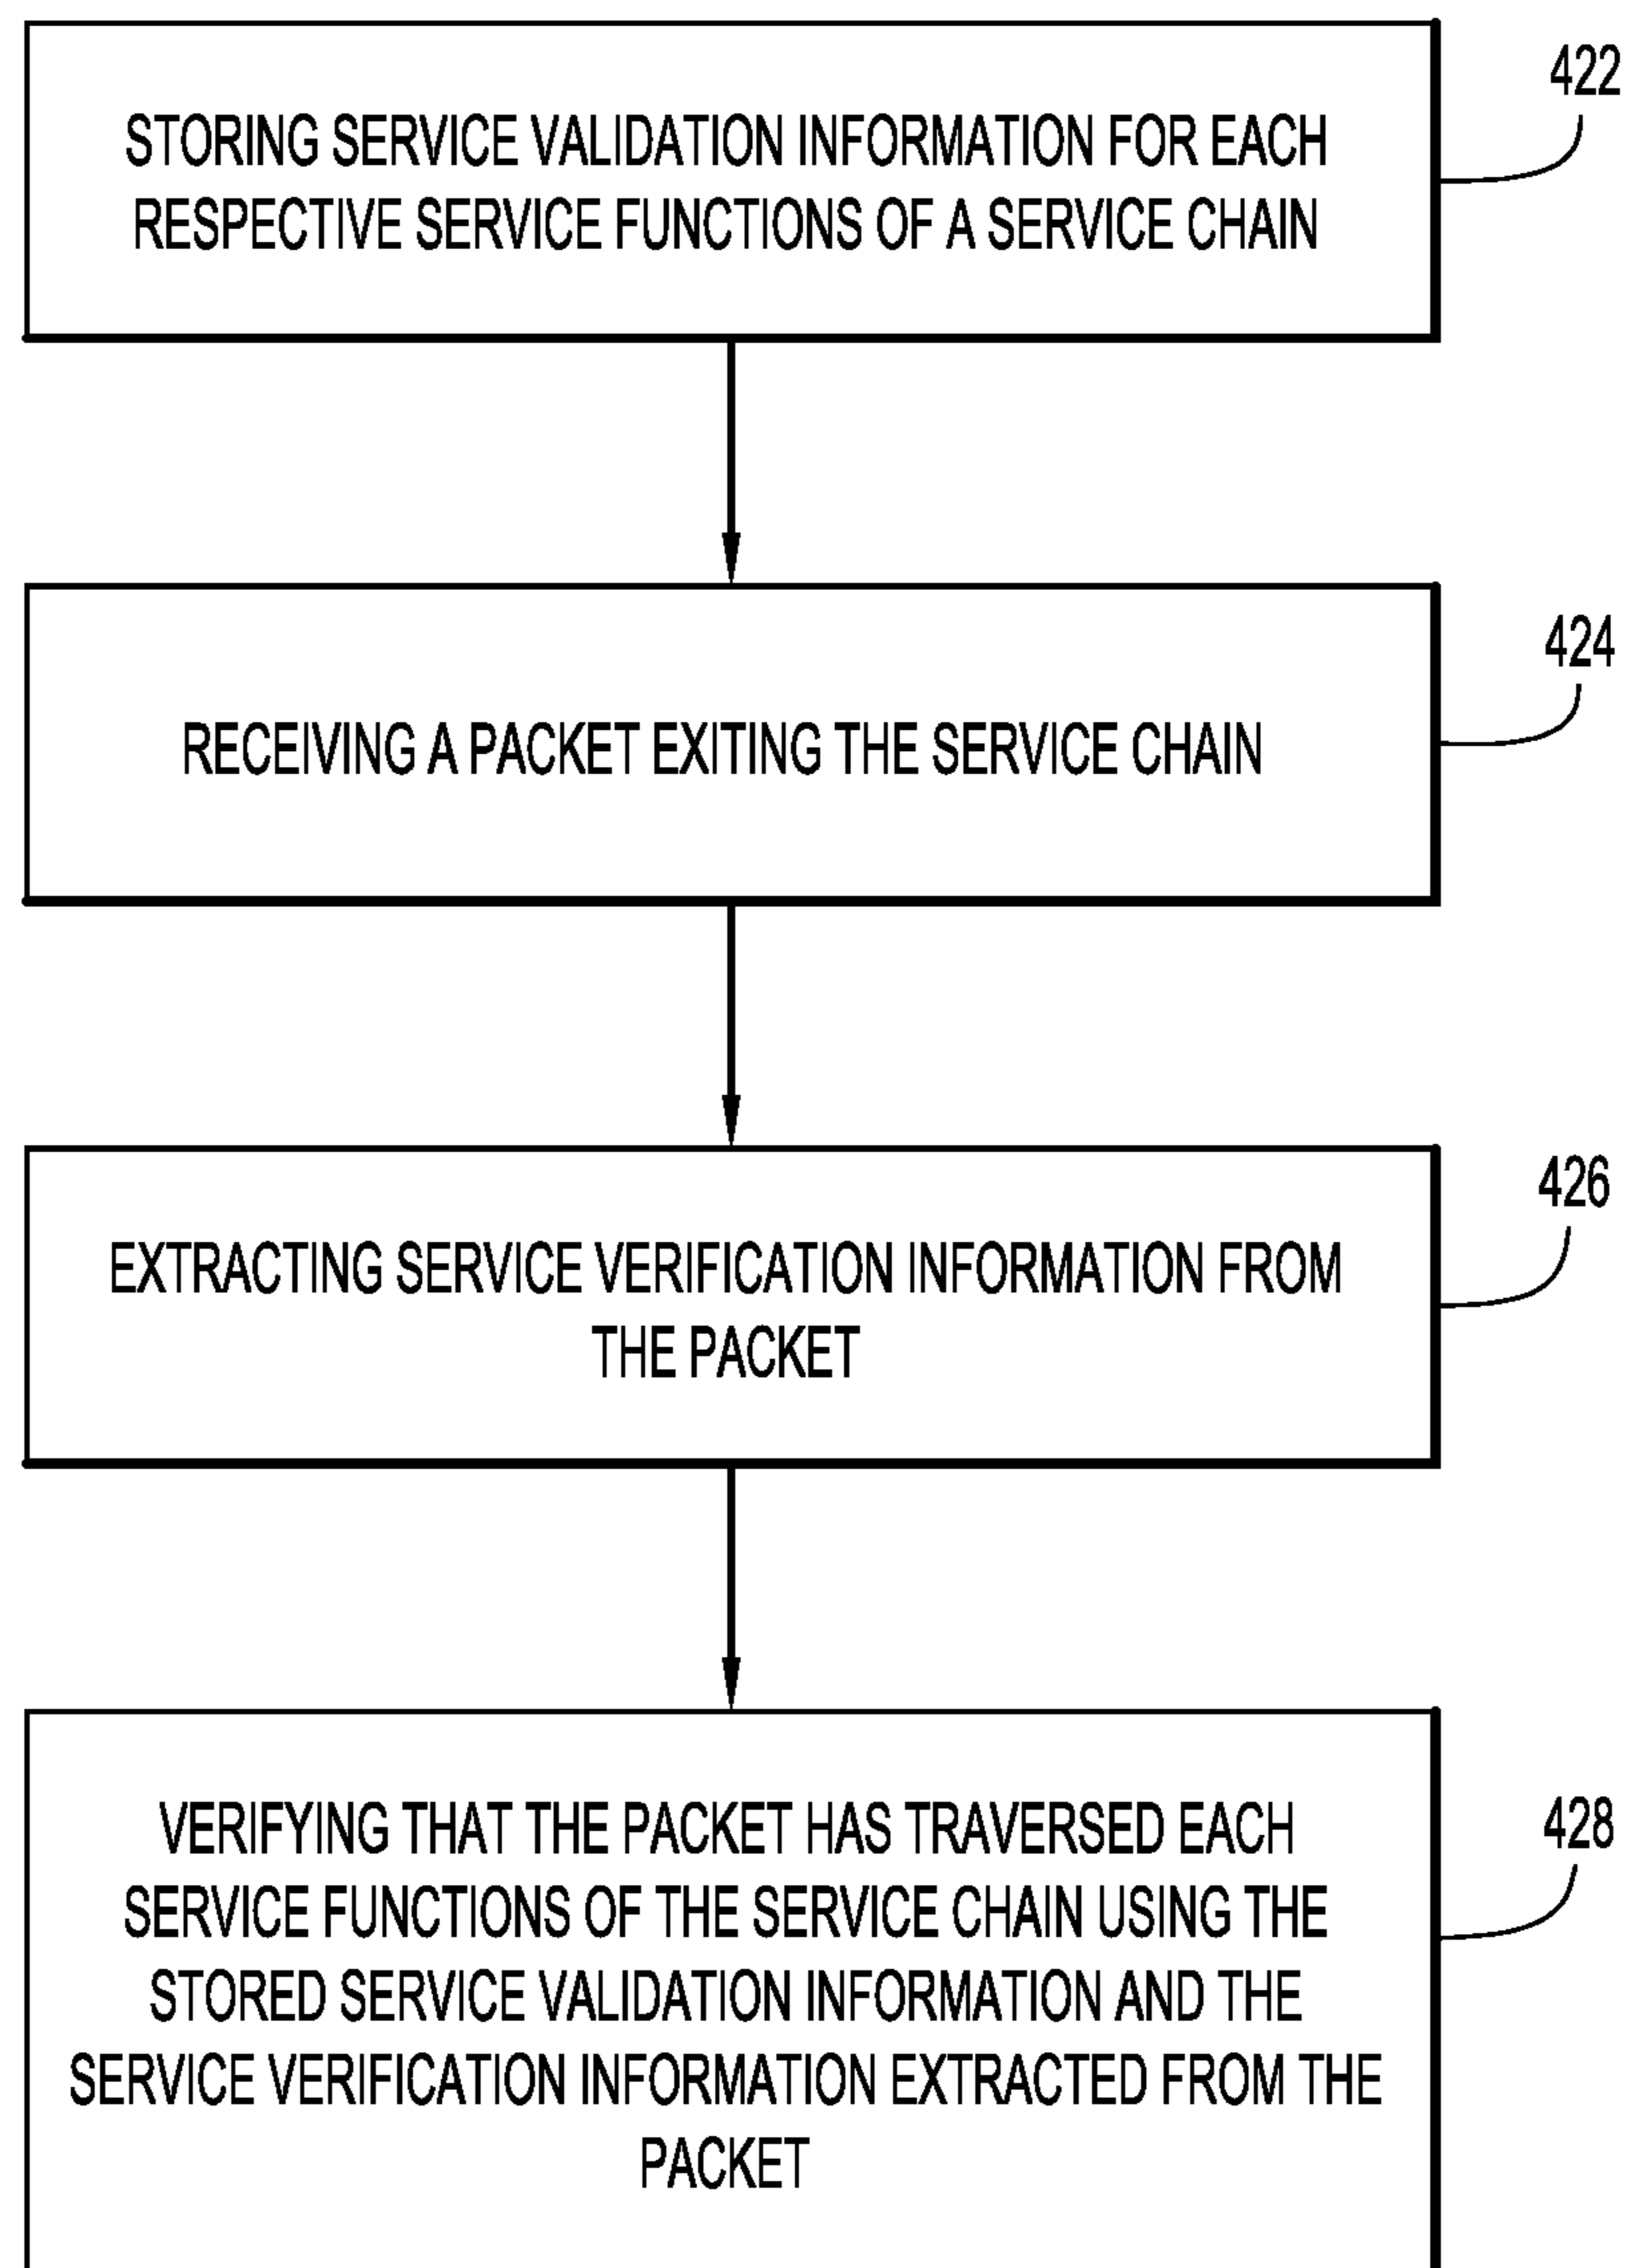 STORING SERVICE VALIDATION INFORMATION FOR EACH
RESPECTIVE SERVICE FUNCTIONS OF A SERVICE CHAIN
422
RECEIVING A PACKET EXITING THE SERVICE CHAIN
424
EXTRACTING SERVICE VERIFICATION INFORMATION FROM
THE PACKET
426
VERIFYING THAT THE PACKET HAS TRAVERSED EACH
SERVICE FUNCTIONS OF THE SERVICE CHAIN USING THE
STORED SERVICE VALIDATION INFORMATION AND THE
SERVICE VERIFICATION INFORMATION EXTRACTED FROM THE
PACKET
428